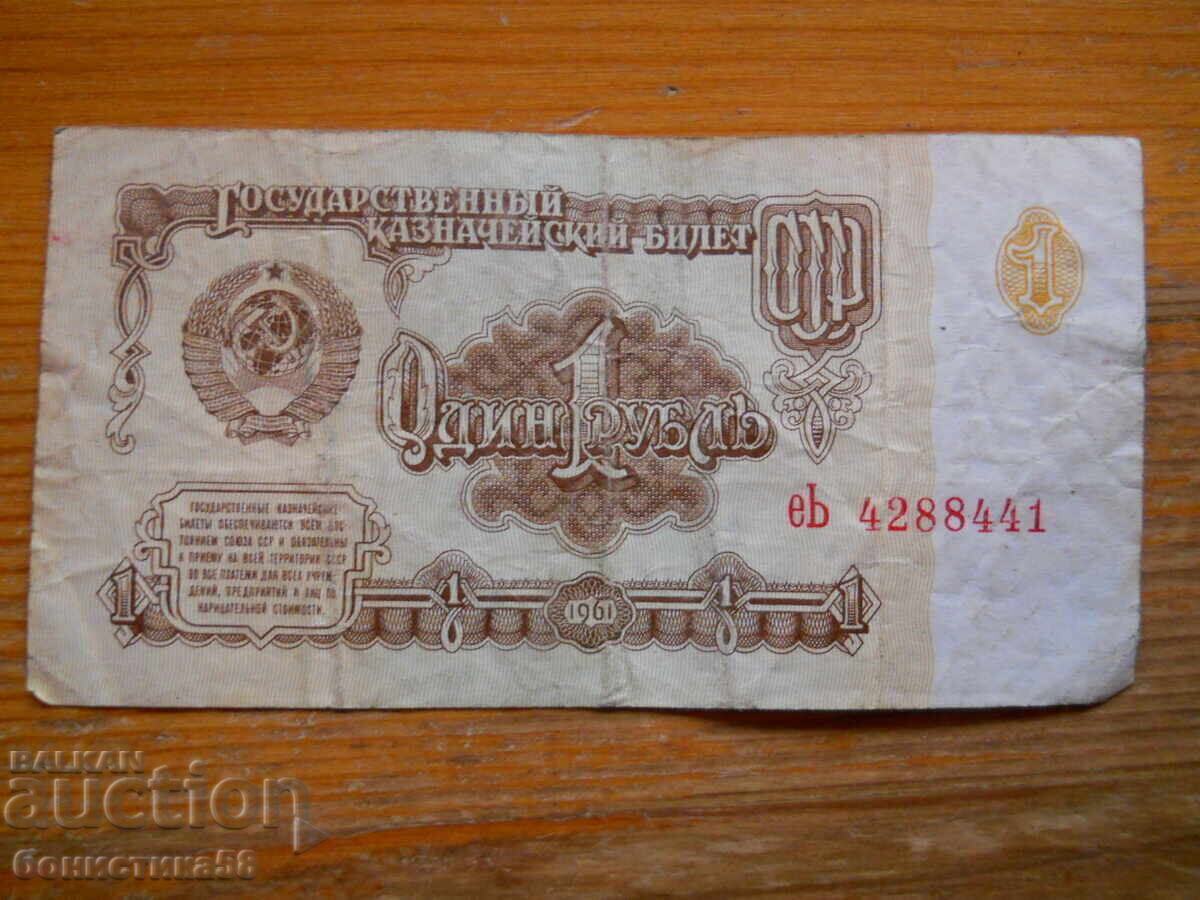 ГОСУДАРСТВЕННЫЙ
КАЗНАЧЕЙСКИЙ БИЛЕТ
СССР
1
1
ОДИН РУБЛЬ
еЬ 4288441
ГОСУДАРСТВЕННЫЕ КАЗНАЧЕЙСКИЕ
БИЛЕТЫ ОБЕСПЕЧИВАЮТСЯ ВСЕМ ДОС-
ТОЯНИЕМ СОЮЗА ССР И ОБЯЗАТЕЛЬНЫ
К ПРИЕМУ НА ВСЕЙ ТЕРРИТОРИИ СССР
ВО ВСЕ ПЛАТЕЖИ ДЛЯ ВСЕХ УЧРЕЖ-
ДЕНИЙ, ПРЕДПРИЯТИЙ И ЛИЦ ПО
НАРИЦАТЕЛЬНОЙ СТОИМОСТИ.
1 1 1961 1 1
BALKAN
auction
бонистика58